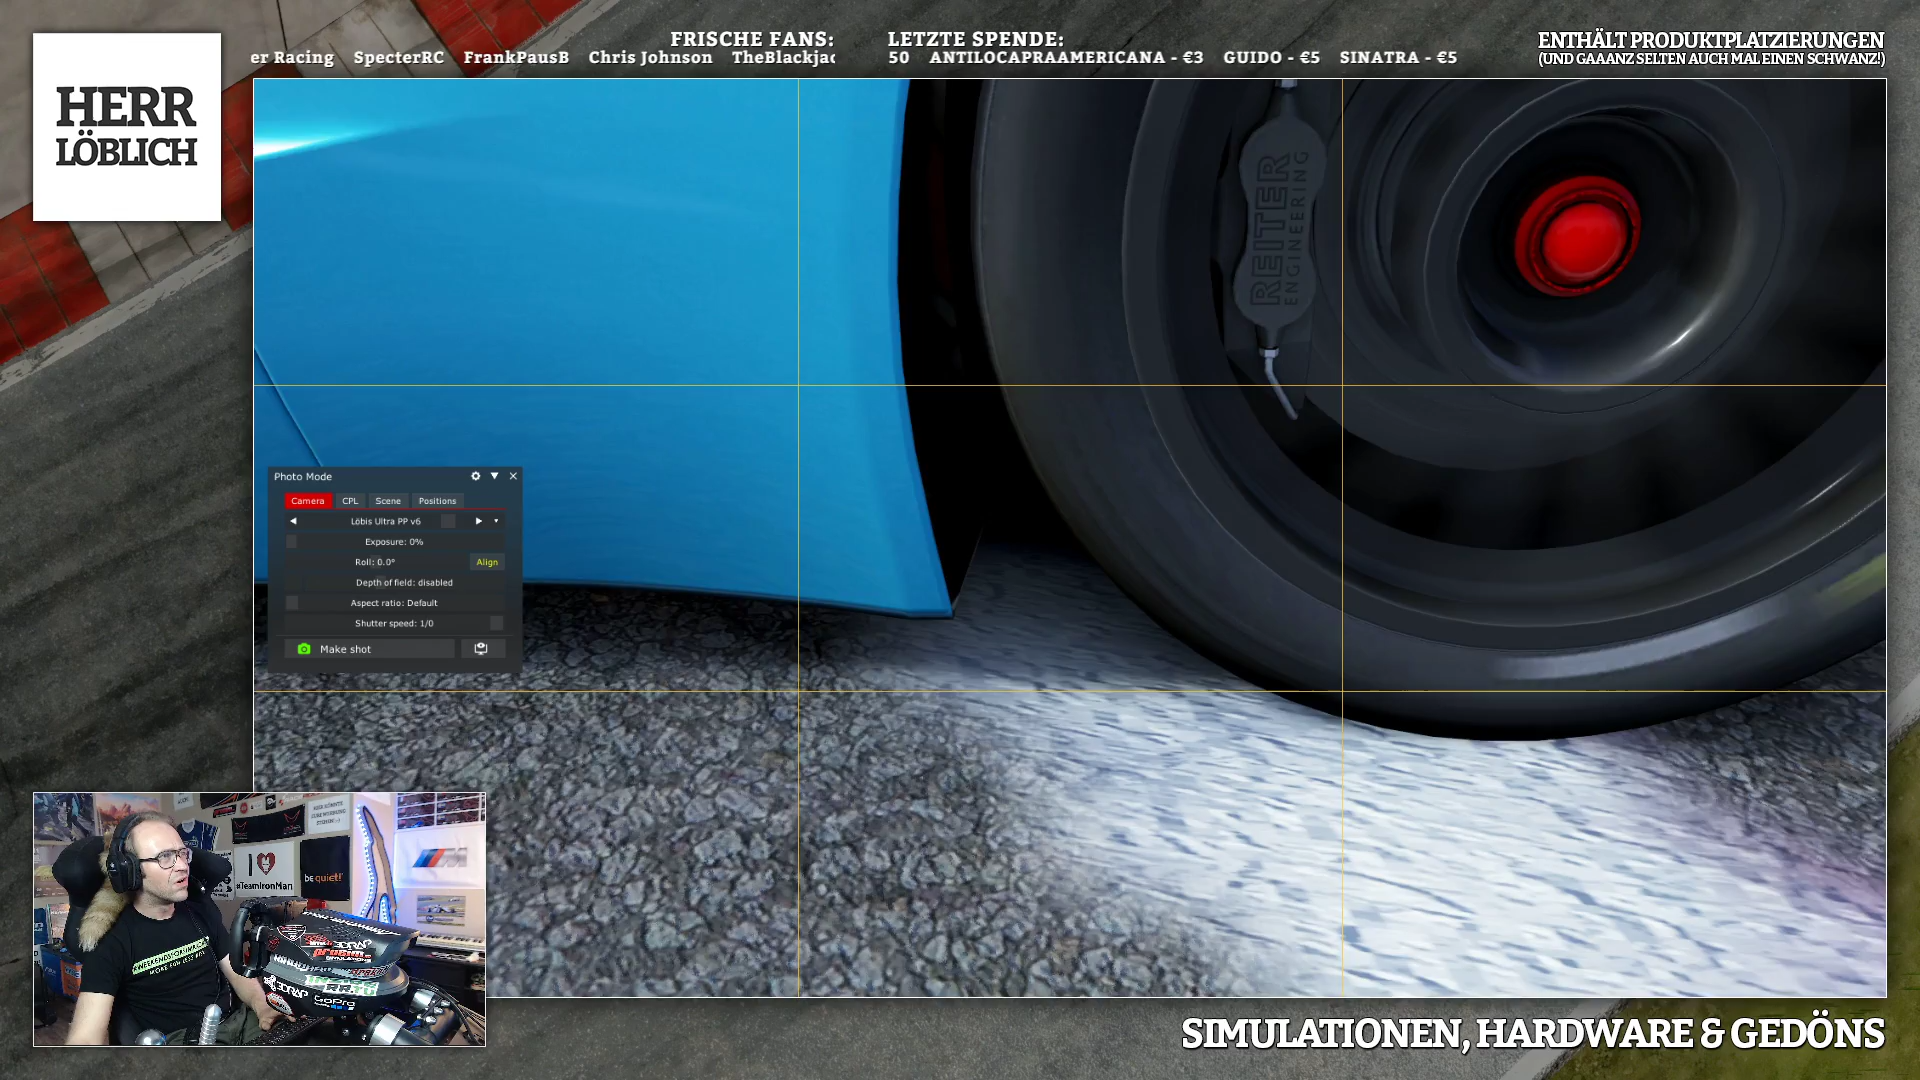 FRISCHE FANS:
er Racing SpecterRC FrankPausB Chris Johnson TheBlackjac
LETZTE SPENDE:
50 ANTILOCAPRAAMERICANA - €3 GUIDO - €5 SINATRA - €5
ENTHÄLT PRODUKTPLATZIERUNGEN
(UND GAAANZ SELTEN AUCH MAL EINEN SCHWANZ!)
HERR
LÖBLICH
REITER
ENGINEERING
Photo Mode
Camera CPL Scene Positions
Löbis Ultra PP v6
Exposure: 0%
Roll: 0.0° Align
Depth of field: disabled
Aspect ratio: Default
Shutter speed: 1/0
Make shot
I
#TeamIronMan
be quiet!
#WEEKENDSFORSIMRACING
3DRAP
3DRAP
GoPro
SIMULATIONEN, HARDWARE & GEDÖNS